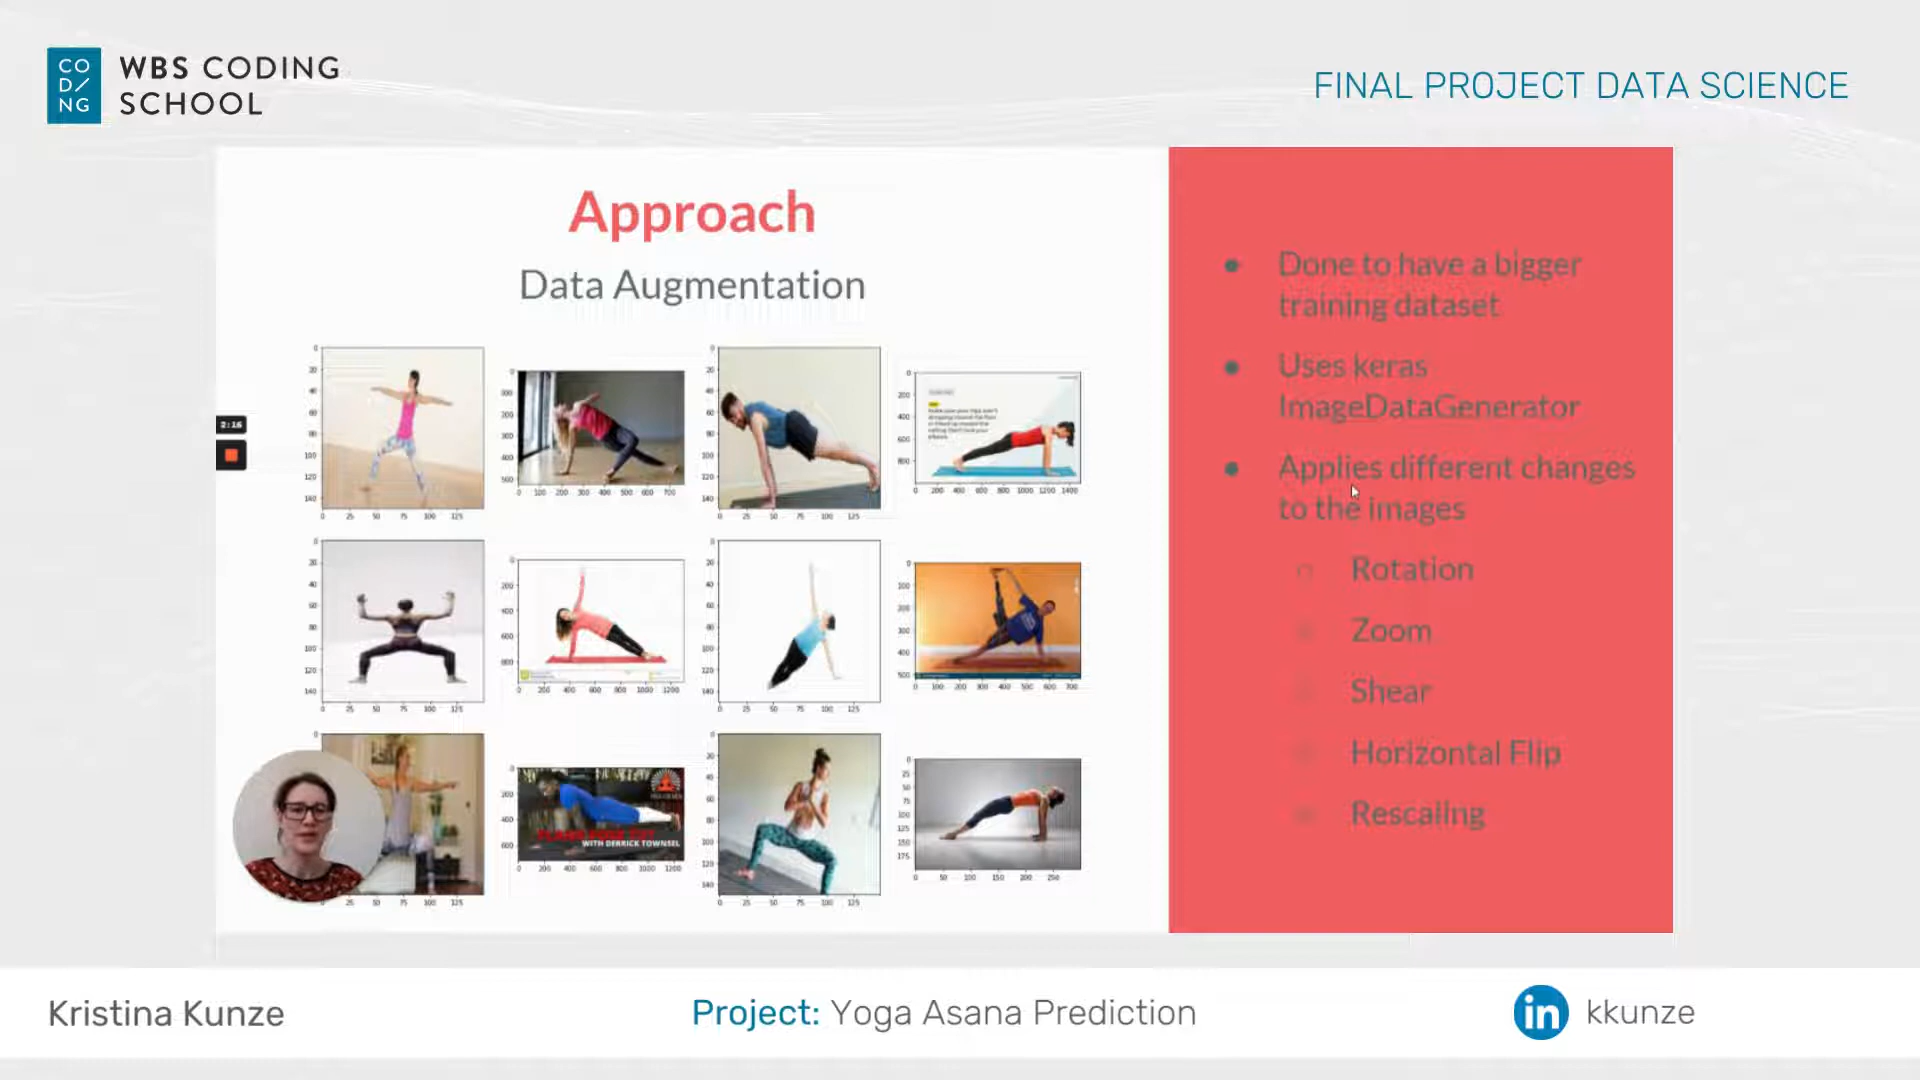 CO
D/
NG
WBS CODING
SCHOOL
FINAL PROJECT DATA SCIENCE
Approach
Data Augmentation
2:16
WITH DERRICK TOWNSEL
Done to have a bigger
training dataset
Uses keras
ImageDataGenerator
Applies different changes
to the images
Rotation
Zoom
Shear
Horizontal Flip
Rescaling
Kristina Kunze
Project: Yoga Asana Prediction
in kkunze